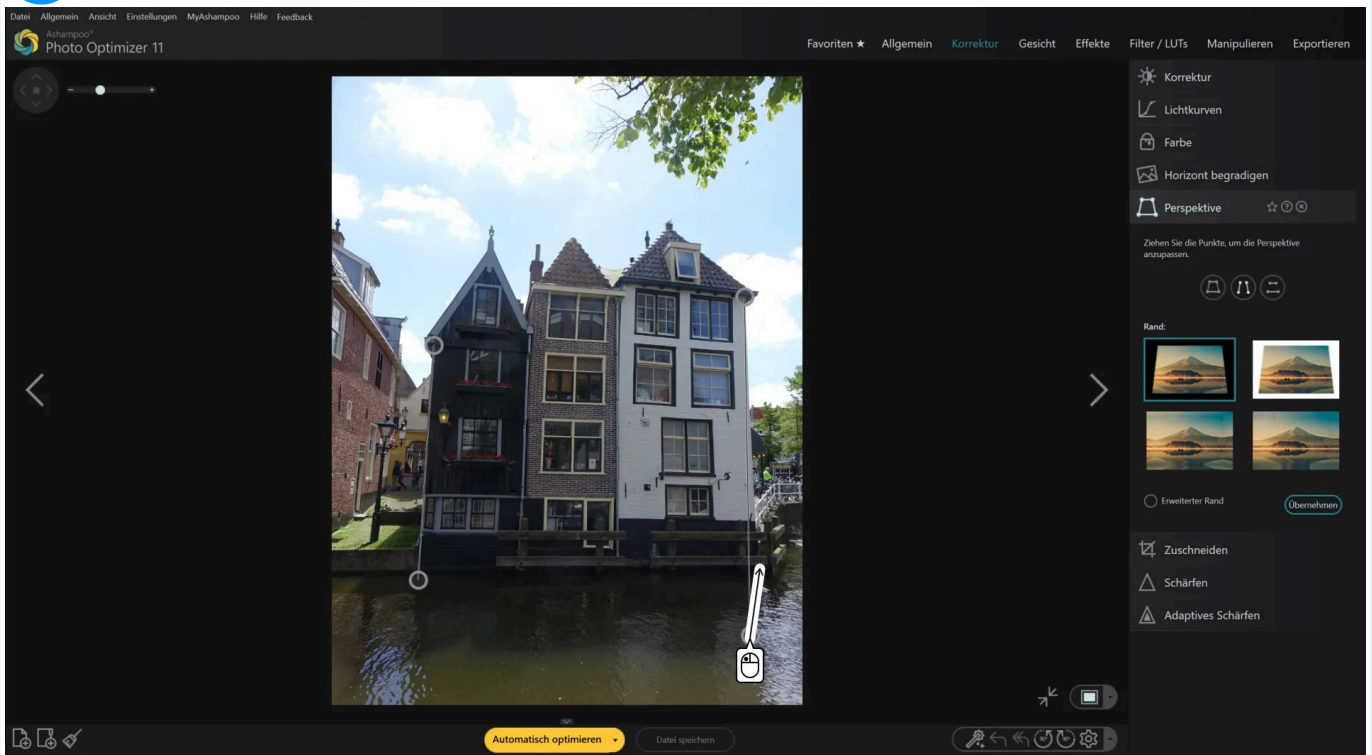 Datei Allgemein Ansicht Einstellungen MyAshampoo Hilfe Feedback
Ashampoo®
Photo Optimizer 11
Favoriten ★ Allgemein Korrektur Gesicht Effekte Filter / LUTs Manipulieren Exportieren
Korrektur
Lichtkurven
Farbe
Horizont begradigen
Perspektive
Ziehen Sie die Punkte, um die Perspektive
anzupassen.
Rand:
Erweiterter Rand
Übernehmen
Zuschneiden
Schärfen
Adaptives Schärfen
Automatisch optimieren
Datei speichern